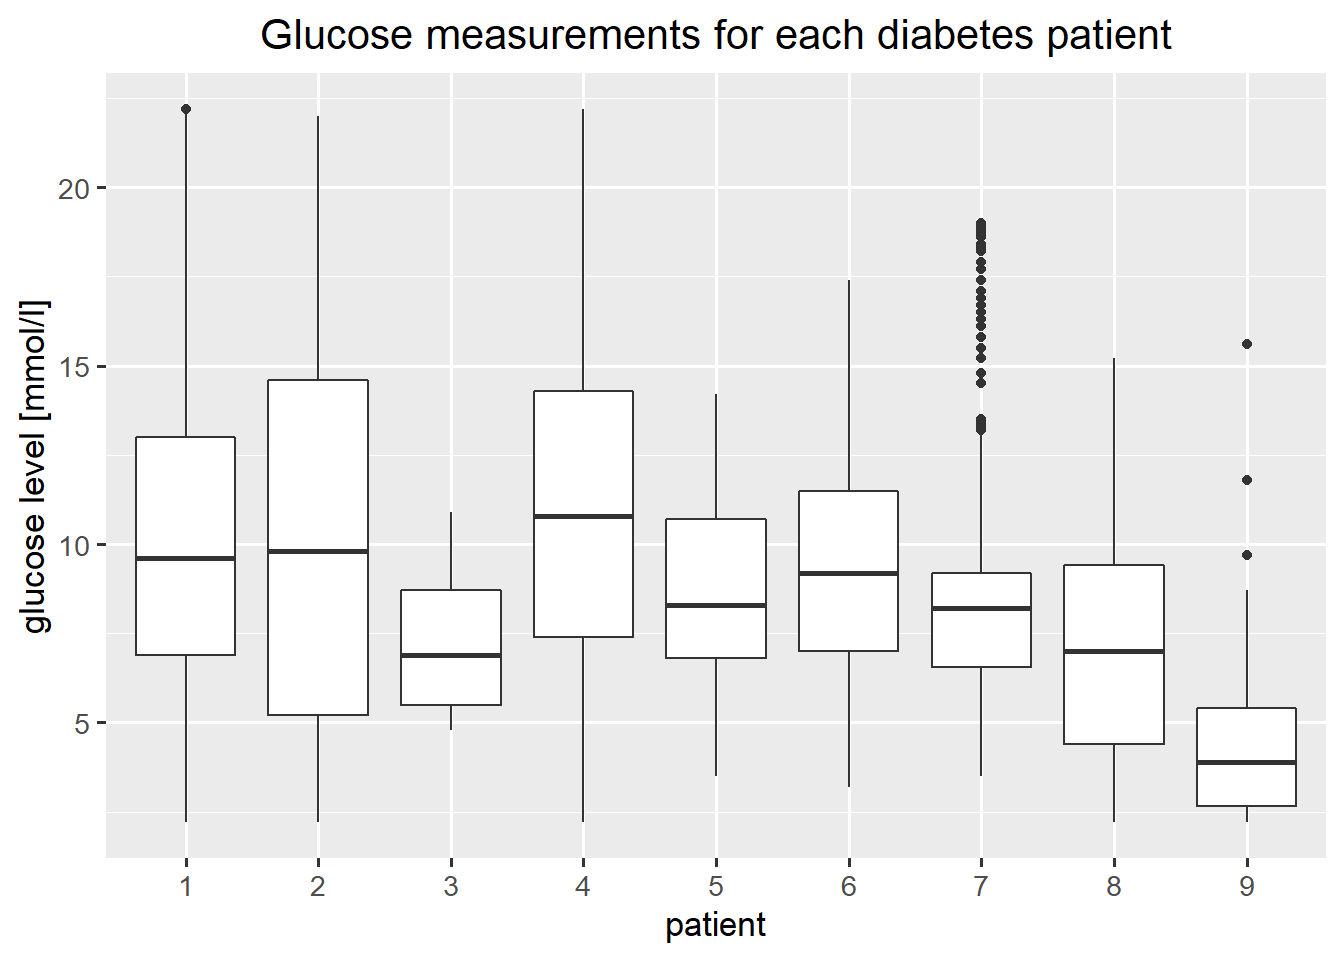 Glucose measurements for each diabetes patient
glucose level [mmol/l]
20
15
10
5
1 2 3 4 5 6 7 8 9
patient